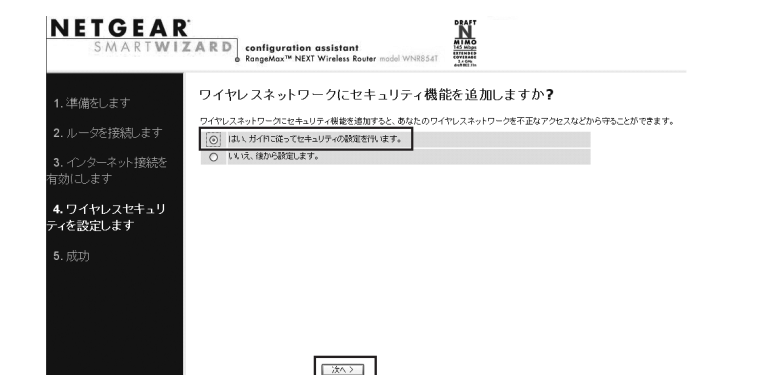 NETGEAR
SMARTWIZARD
configuration assistant
RangeMax™ NEXT Wireless Router model WNR854T
DRAFT
N
MIMO
145 Mbps
EXTENDED
COVERAGE
1. 準備をします
2. ルータを接続します
3. インターネット接続を
有効にします
4. ワイヤレスセキュリ
ティを設定します
5. 成功
ワイヤレスネットワークにセキュリティ機能を追加しますか?
ワイヤレスネットワークにセキュリティ機能を追加すると、あなたのワイヤレスネットワークを不正なアクセスなどから守ることができます。
はい、ガイドに従ってセキュリティの設定を行います。
いいえ、後から設定します。
次へ >